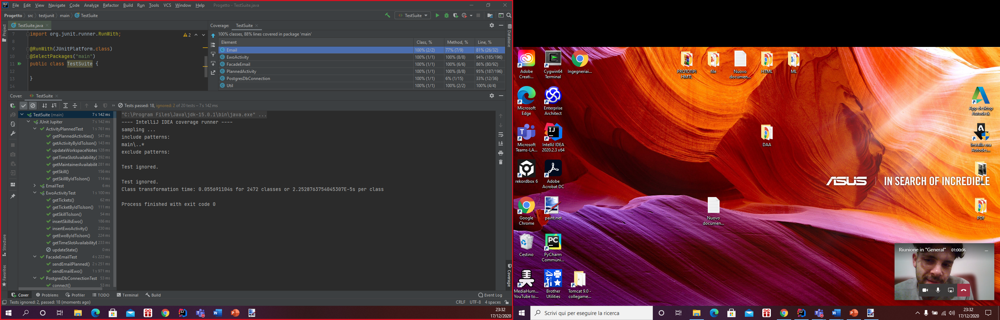 File Edit View Navigate Code Analyze Refactor Build Run Tools VCS Window Help Progetto - TestSuite.java
Progetto src testjunit main TestSuite
TestSuite
TestSuite.java
7 import org.junit.runner.RunWith;
2
8
9 @RunWith(JUnitPlatform.class)
10 @SelectPackages("main")
11 public class TestSuite {
12
13 }
14
Coverage: TestSuite
100% classes, 88% lines covered in package 'main'
Element Class, % Method, % Line, %
Email 100% (2/2) 77% (7/9) 81% (26/32)
EwoActivity 100% (1/1) 100% (8/8) 94% (185/196)
FacadeEmail 100% (1/1) 100% (6/6) 86% (80/92)
PlannedActivity 100% (1/1) 100% (8/8) 95% (187/196)
PostgresDbConnection 100% (1/1) 6% (1/15) 33% (12/36)
Util 100% (1/1) 100% (2/2) 100% (4/4)
Project
Database
Cover: TestSuite
Tests passed: 18, ignored: 2 of 20 tests – 7 s 142 ms
TestSuite (main) 7 s 142 ms
JUnit Jupiter 7 s 142 ms
ActivityPlannedTest 1 s 761 ms
getPlannedActivities() 547 ms
getActivityByIdToJson() 143 ms
updateWorkspaceNotes 128 ms
getTimeSlotAvailability( 392 ms
getMaintainerAvailabilit 281 ms
getSkill() 156 ms
getSkillByIdToJson() 114 ms
EmailTest 6 ms
EwoActivityTest 1 s 100 ms
getTickets() 62 ms
getTicketByIdToJson() 111 ms
getSkillToJson() 54 ms
insertSkillsEwo() 186 ms
insertEwoActivity() 230 ms
getEwoByIdToJson() 224 ms
getTimeSlotAvailabilityE 233 ms
updateState() 0 ms
FacadeEmailTest 4 s 222 ms
sendEmailPlanned() 2 s 251 ms
sendEmailEwo() 1 s 971 ms
PostgresDbConnectionTest 53 ms
connect() 53 ms
"C:\Program Files\Java\jdk-15.0.1\bin\java.exe" ...
---- IntelliJ IDEA coverage runner ----
sampling ...
include patterns:
main\..*
exclude patterns:
Test ignored.
Test ignored.
Class transformation time: 0.055691104s for 2472 classes or 2.2528763754045307E-5s per class
Process finished with exit code 0
Structure
Favorites
Coverage
Cover Problems Profiler TODO Terminal Build Event Log
Tests ignored: 2, passed: 18 (moments ago) CRLF UTF-8 4 spaces
23:32
17/12/2020
Adobe
Creati...
Cygwin64
Terminal
Ingegneriai...
PROTOTIPI
HMTL
file
Nuovo
documen...
HTML
ML
Microsoft
Edge
Enterprise
Architect
App desktop
Autodesk
Microsoft
Teams-LA...
IntelliJ IDEA
2020.2.3 x64
DAA
Installa ora
Autodes...
rekordbox 6
Adobe
Acrobat DC
ASUS IN SEARCH OF INCREDIBLE
Google
Chrome
paint.net
Nuovo
documen...
PDF
Cestino
PyCharm
Communi...
Riunione in "General" 01:00:06
MediaHum...
YouTube to...
Brother
Utilities
Tomcat 9.0 -
collegame...
Scrivi qui per eseguire la ricerca
23:32
17/12/2020